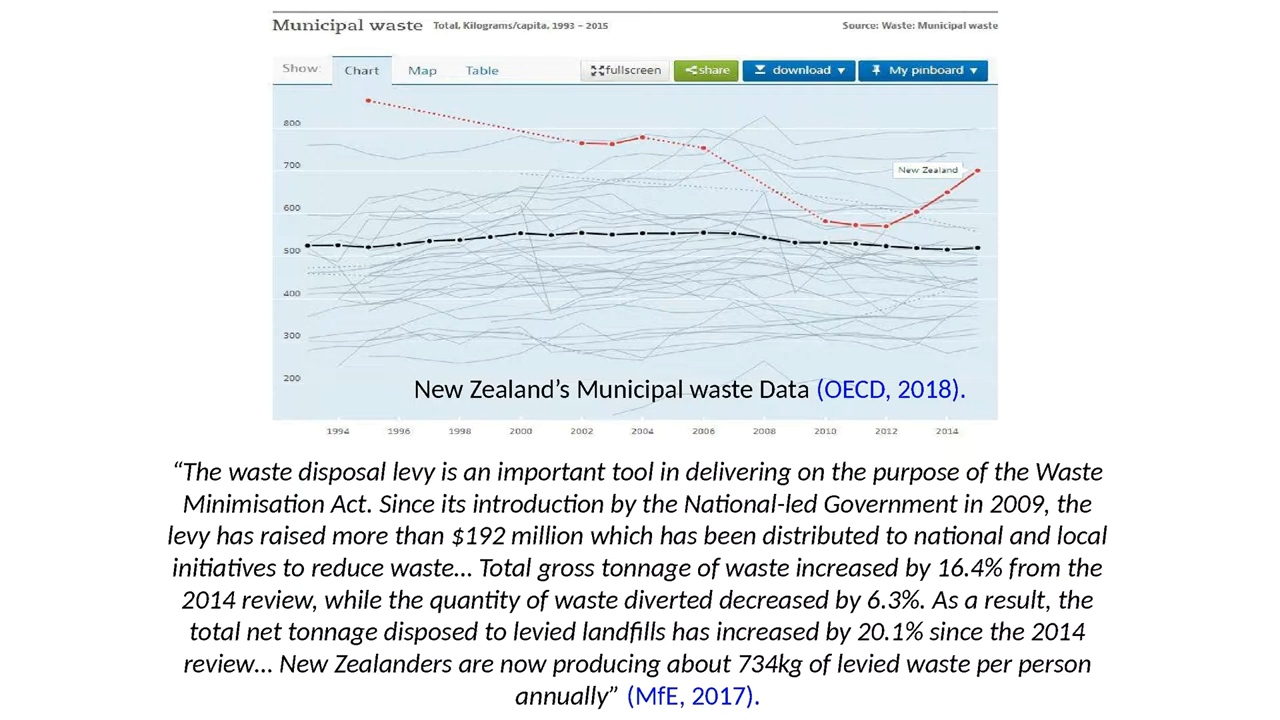 Municipal waste Total, Kilograms/capita, 1993 – 2015 Source: Waste: Municipal waste
Show: Chart Map Table fullscreen share download My pinboard
800
700
New Zealand
600
500
400
300
200
New Zealand’s Municipal waste Data (OECD, 2018).
1994 1996 1998 2000 2002 2004 2006 2008 2010 2012 2014
“The waste disposal levy is an important tool in delivering on the purpose of the Waste
Minimisation Act. Since its introduction by the National-led Government in 2009, the
levy has raised more than $192 million which has been distributed to national and local
initiatives to reduce waste… Total gross tonnage of waste increased by 16.4% from the
2014 review, while the quantity of waste diverted decreased by 6.3%. As a result, the
total net tonnage disposed to levied landfills has increased by 20.1% since the 2014
review… New Zealanders are now producing about 734kg of levied waste per person
annually” (MfE, 2017).